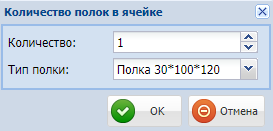 Количество полок в ячейке
Количество: 1
Тип полки: Полка 30*100*120
OK Отмена